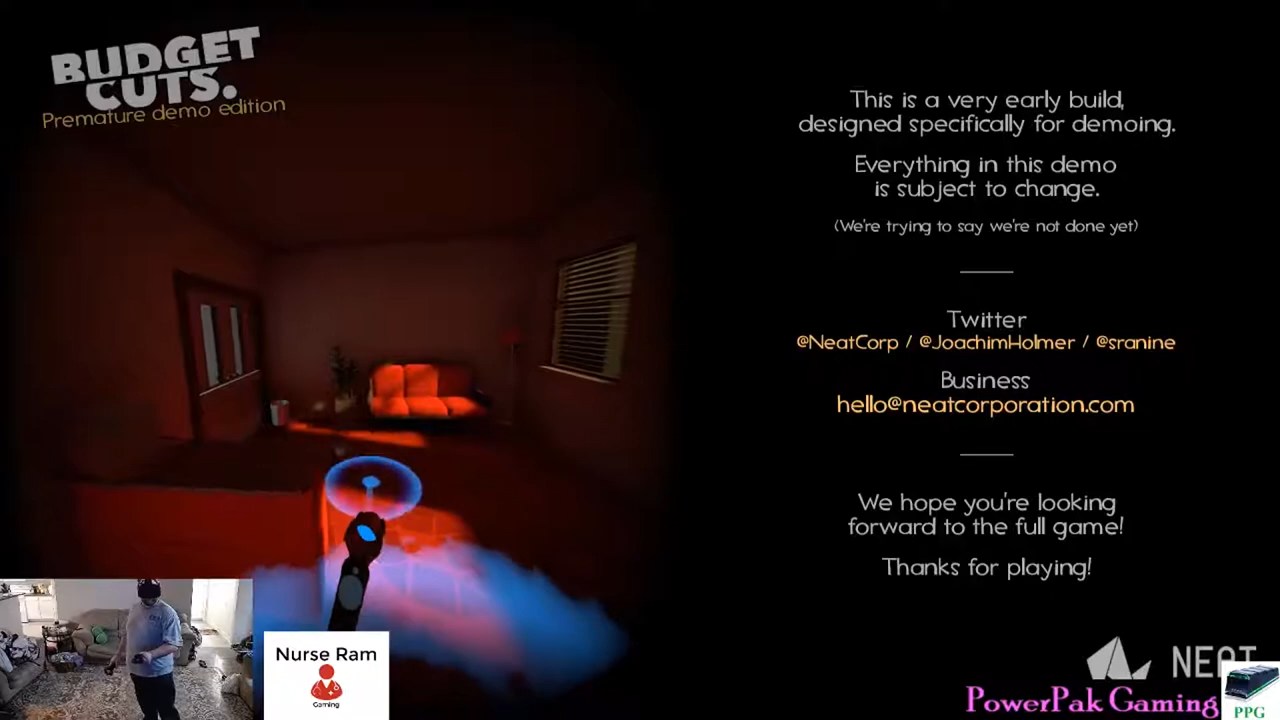 BUDGET
CUTS.
Premature demo edition
This is a very early build,
designed specifically for demoing.
Everything in this demo
is subject to change.
(We're trying to say we're not done yet)
Twitter
@NeatCorp / @JoachimHolmer / @sranine
Business
hello@neatcorporation.com
We hope you're looking
forward to the full game!
Thanks for playing!
Nurse Ram
Gaming
NEAT
PowerPak Gaming
PPG